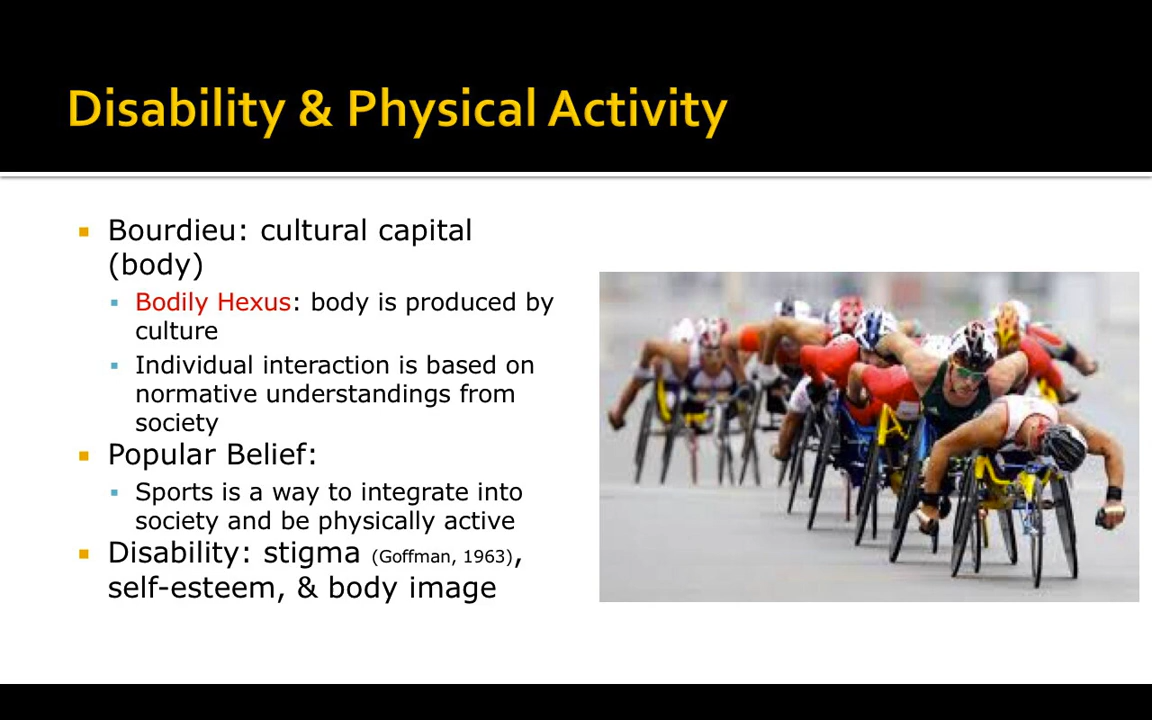 Disability & Physical Activity
Bourdieu: cultural capital
(body)
Bodily Hexus: body is produced by
culture
Individual interaction is based on
normative understandings from
society
Popular Belief:
Sports is a way to integrate into
society and be physically active
Disability: stigma (Goffman, 1963),
self-esteem, & body image